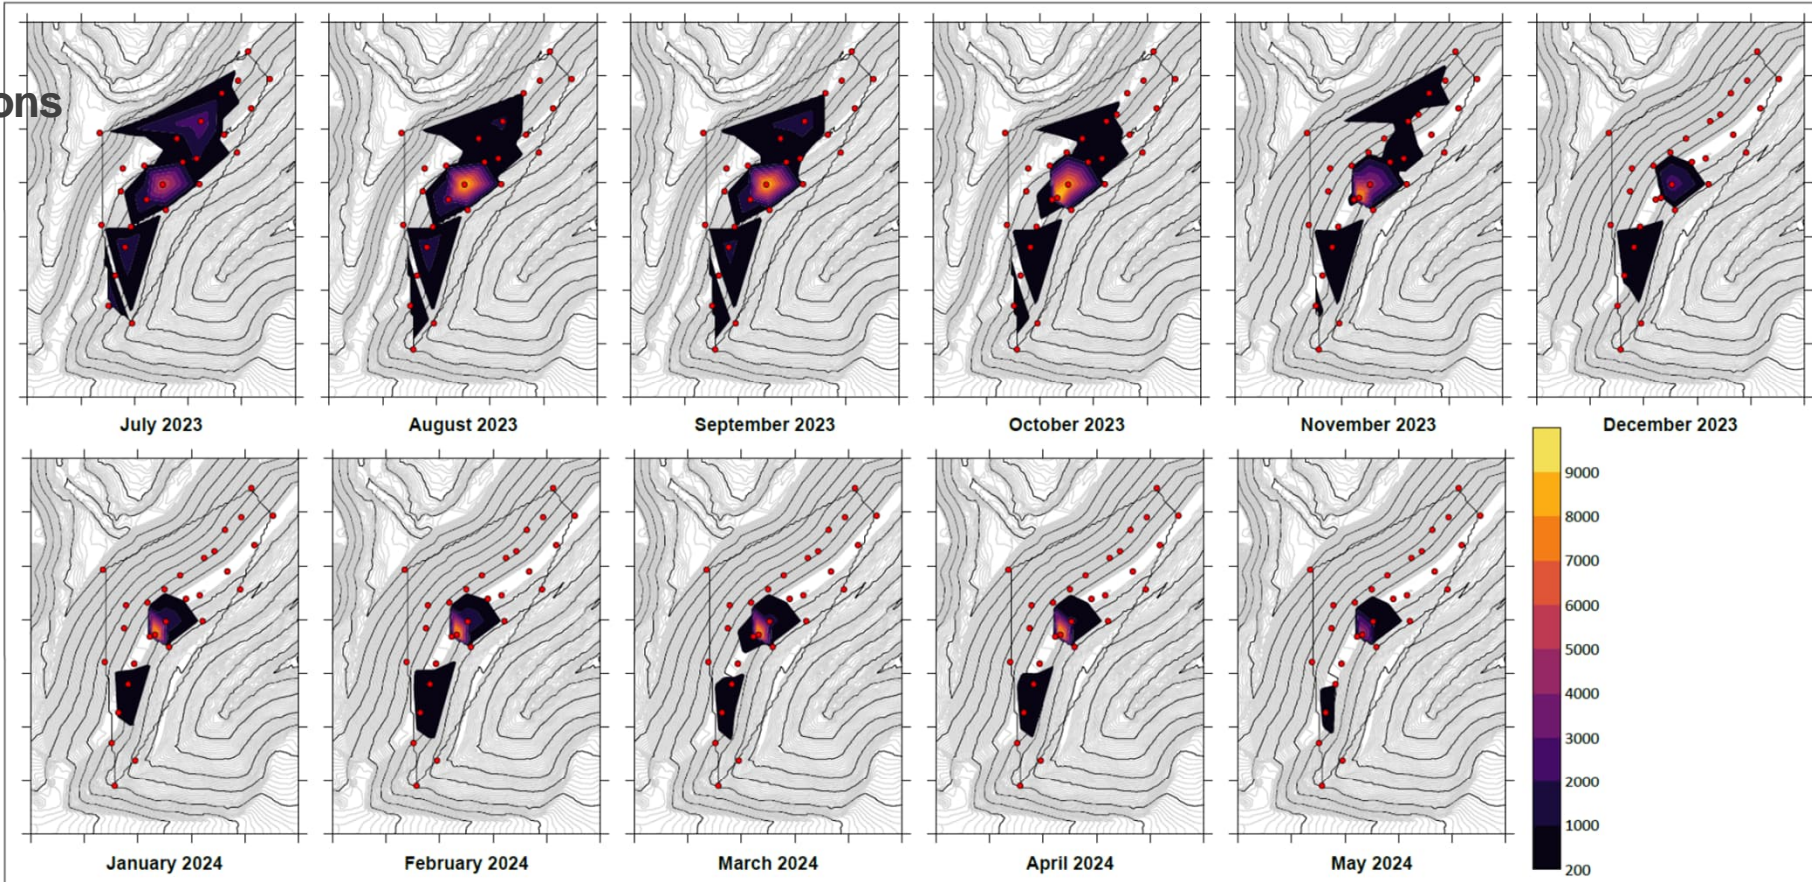 ons
July 2023
August 2023
September 2023
October 2023
November 2023
December 2023
9000
8000
7000
6000
5000
4000
3000
2000
1000
200
January 2024
February 2024
March 2024
April 2024
May 2024